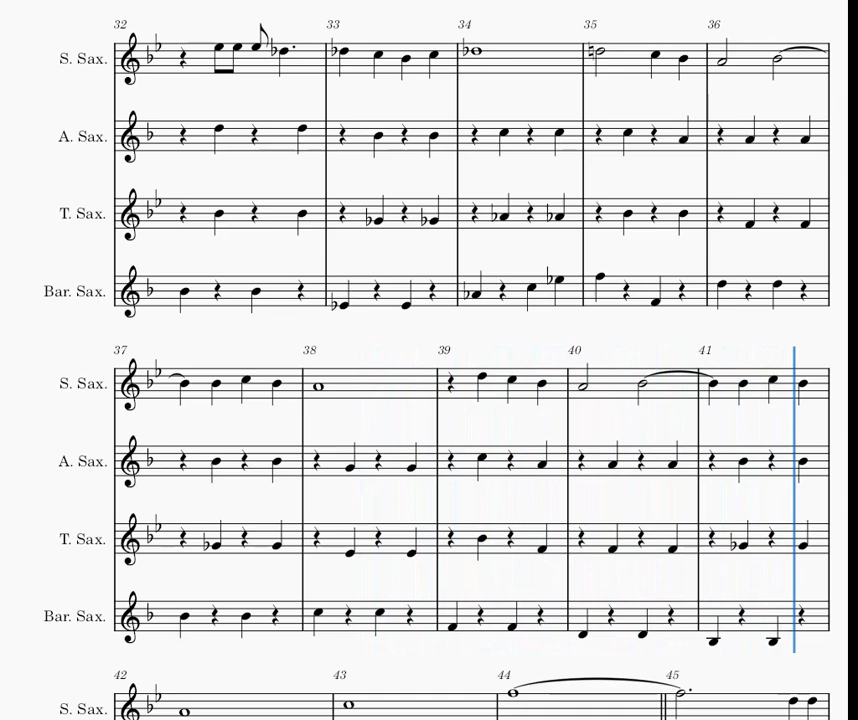 32 33 34 35 36
S. Sax.
A. Sax.
T. Sax.
Bar. Sax.
37 38 39 40 41
S. Sax.
A. Sax.
T. Sax.
Bar. Sax.
42 43 44 45
S. Sax.